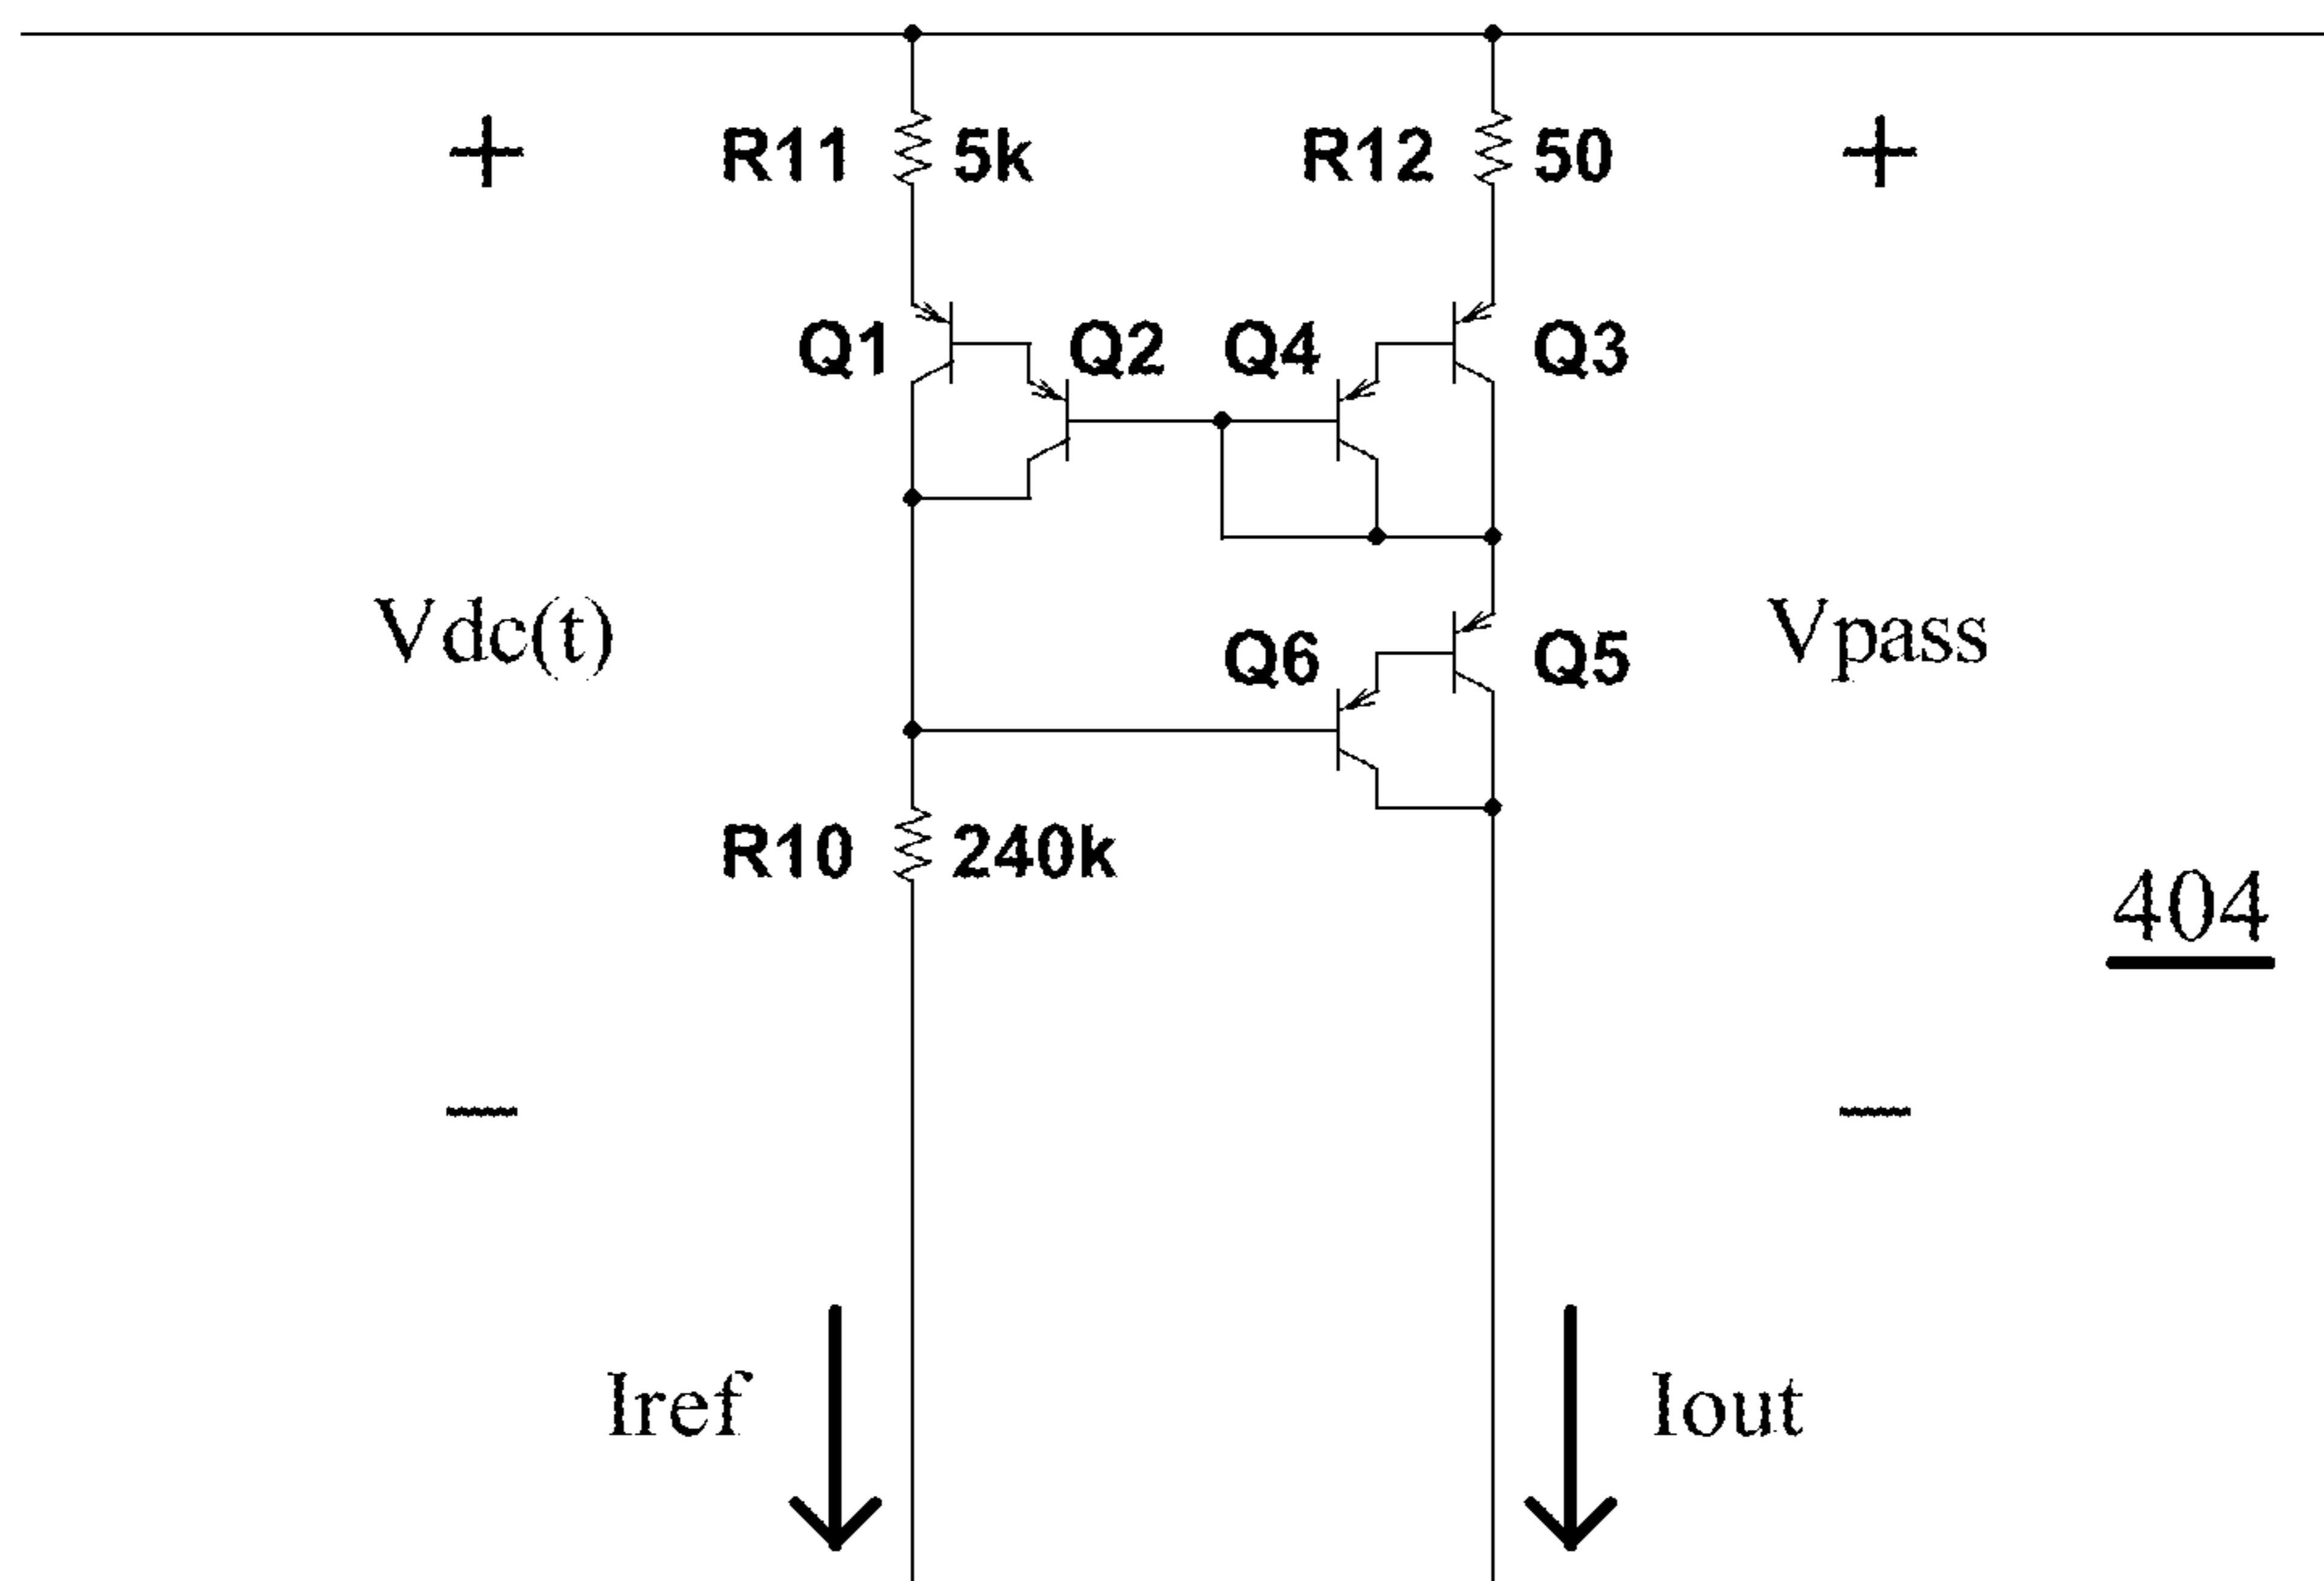 + R11 5k R12 50 +
Q1 Q2 Q4 Q3
Vdc(t) Q6 Q5 Vpass
R10 240k
404
− −
Iref Iout